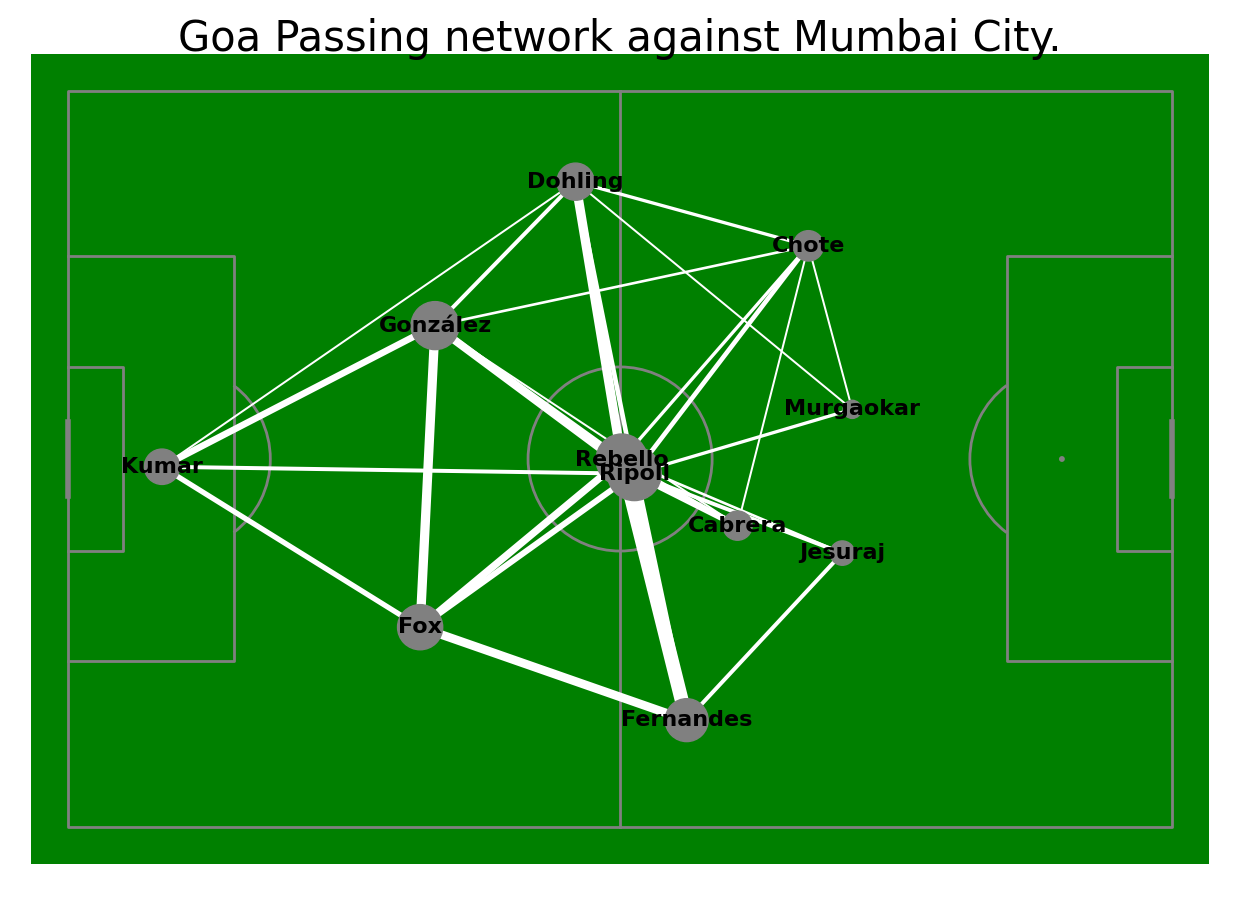 Goa Passing network against Mumbai City.
Dohling
Chote
González
Murgaokar
Rebello
Kumar
Ripoll
Cabrera
Jesuraj
Fox
Fernandes